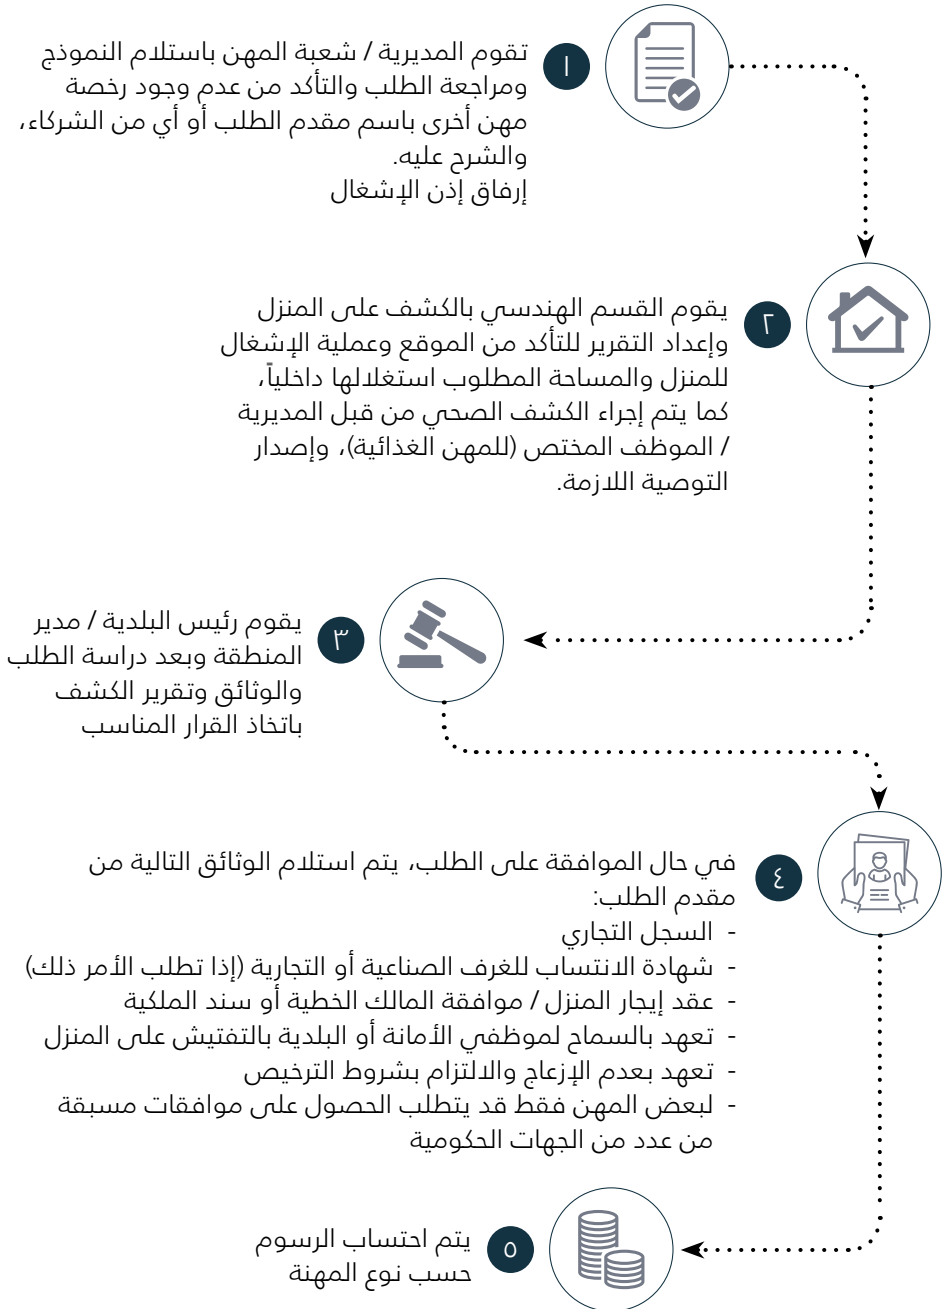 ١
تقوم المديرية / شعبة المهن باستلام النموذج
ومراجعة الطلب والتأكد من عدم وجود رخصة
مهن أخرى باسم مقدم الطلب أو أي من الشركاء،
والشرح عليه.
إرفاق إذن الإشغال
٢
يقوم القسم الهندسي بالكشف على المنزل
وإعداد التقرير للتأكد من الموقع وعملية الإشغال
للمنزل والمساحة المطلوب استغلالها داخلياً،
كما يتم إجراء الكشف الصحي من قبل المديرية
/ الموظف المختص (للمهن الغذائية)، وإصدار
التوصية اللازمة.
٣
يقوم رئيس البلدية / مدير
المنطقة وبعد دراسة الطلب
والوثائق وتقرير الكشف
باتخاذ القرار المناسب
٤
في حال الموافقة على الطلب، يتم استلام الوثائق التالية من
مقدم الطلب:
- السجل التجاري
- شهادة الانتساب للغرف الصناعية أو التجارية (إذا تطلب الأمر ذلك)
- عقد إيجار المنزل / موافقة المالك الخطية أو سند الملكية
- تعهد بالسماح لموظفي الأمانة أو البلدية بالتفتيش على المنزل
- تعهد بعدم الإزعاج والالتزام بشروط الترخيص
- لبعض المهن فقط قد يتطلب الحصول على موافقات مسبقة
من عدد من الجهات الحكومية
٥
يتم احتساب الرسوم
حسب نوع المهنة